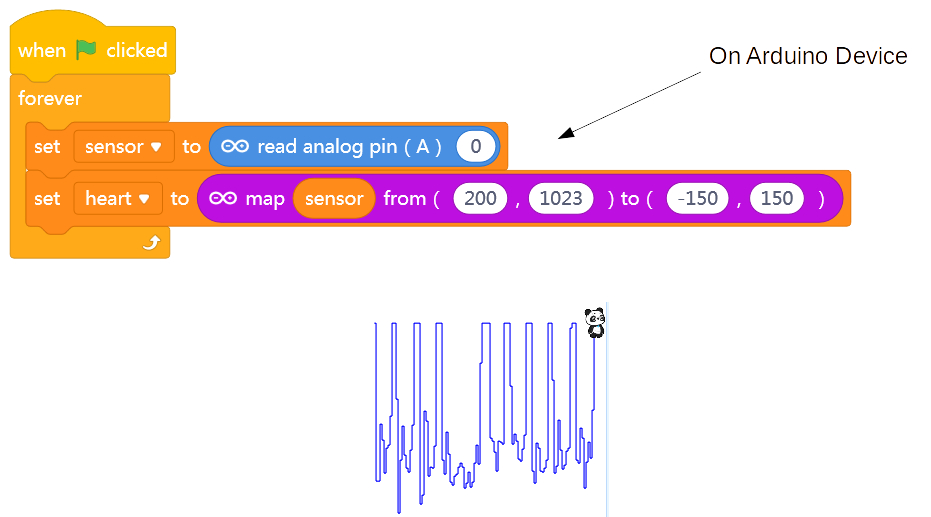 when clicked
On Arduino Device
forever
set sensor ▾ to read analog pin ( A ) 0
set heart ▾ to map sensor from ( 200 , 1023 ) to ( -150 , 150 )